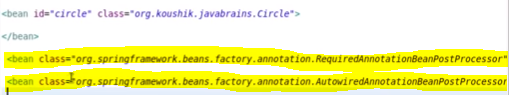 <bean id="circle" class="org.koushik.javabrains.Circle">
</bean>
<bean class="org.springframework.beans.factory.annotation.RequiredAnnotationBeanPostProcessor"
<bean class="org.springframework.beans.factory.annotation.AutowiredAnnotationBeanPostProcessor